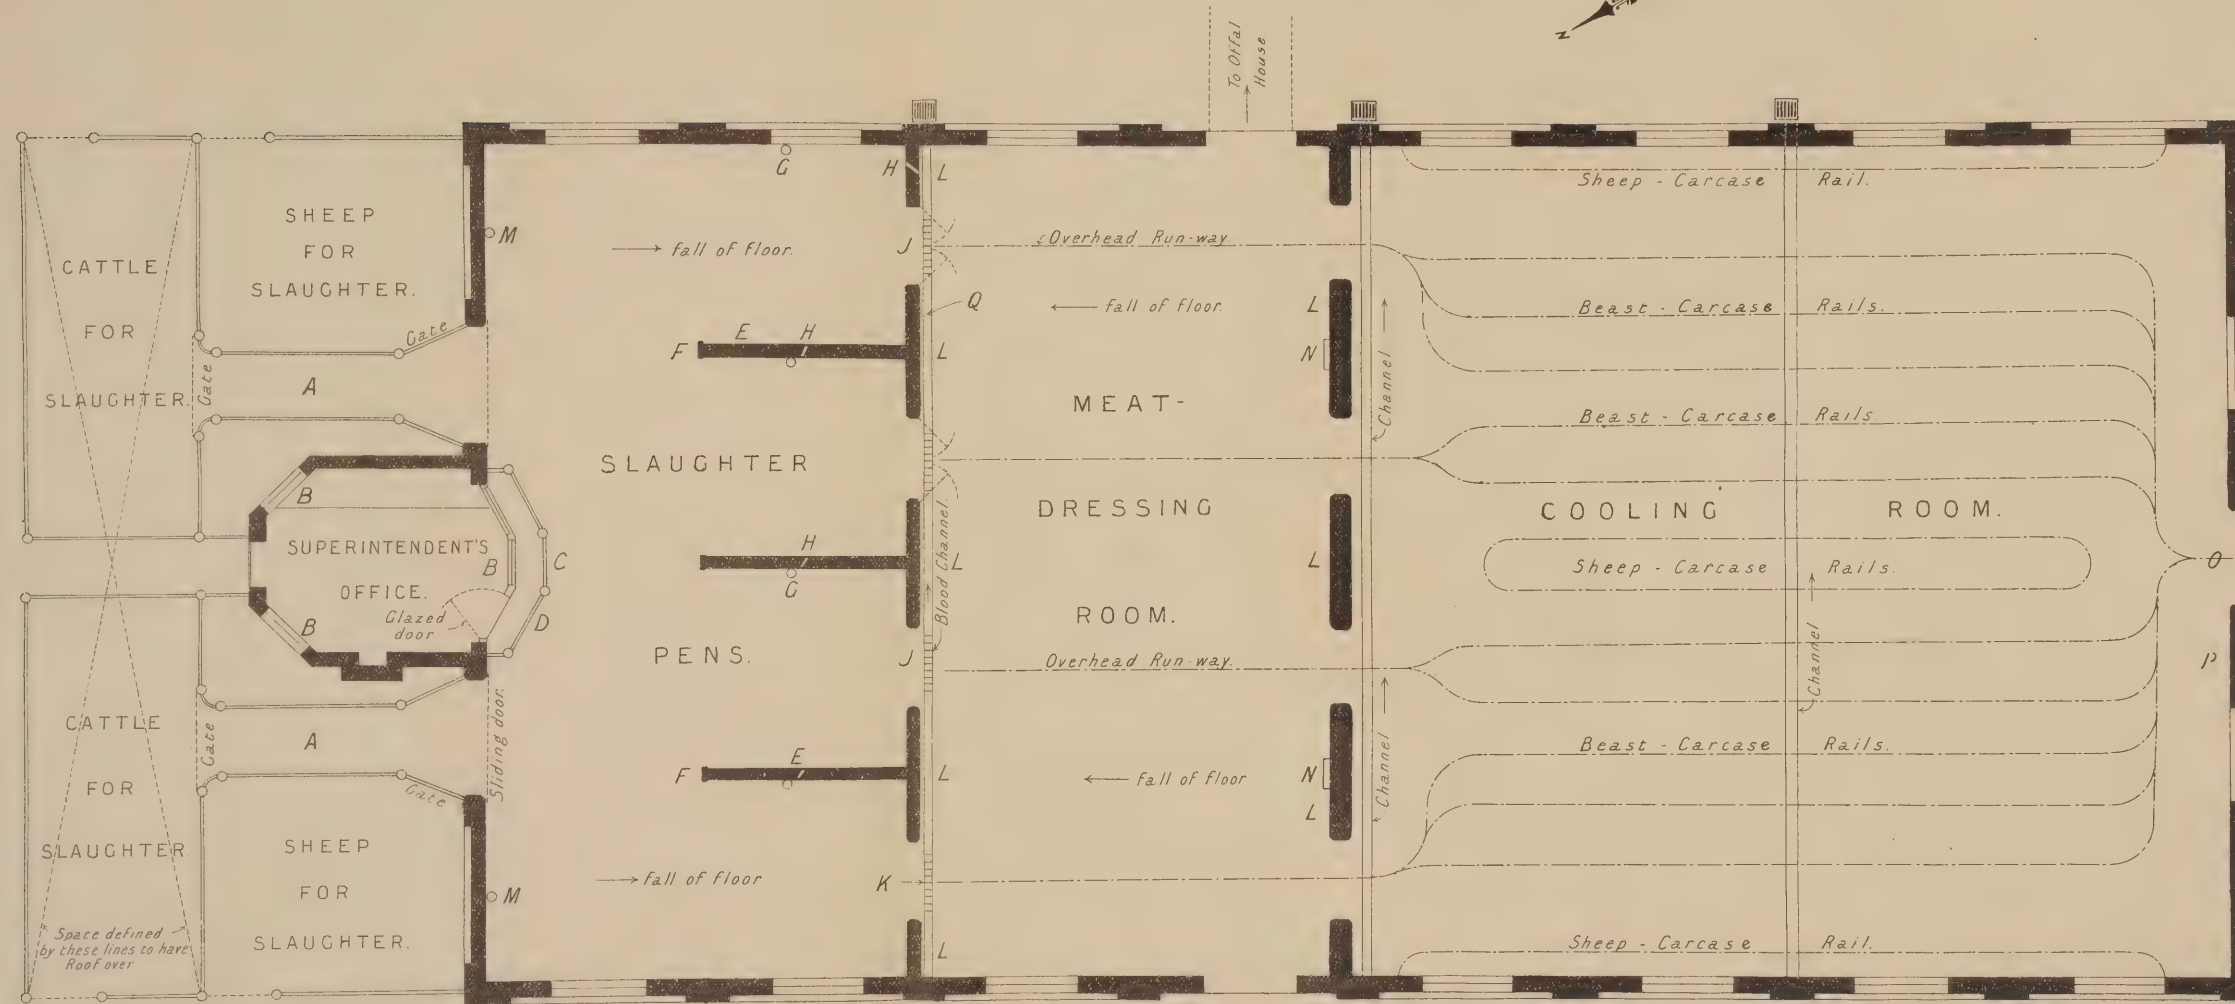 N
To Offal
House
CATTLE
FOR
SLAUGHTER.
SHEEP
FOR
SLAUGHTER.
Gate
Gate
A
B
SUPERINTENDENT'S
OFFICE.
B
Glazed
door
B
C
D
Gate
A
Gate
Sliding door.
CATTLE
FOR
SLAUGHTER
Space defined
by these lines to have
Roof over
SHEEP
FOR
SLAUGHTER.
M
M
G
H
L
→ fall of floor.
J
Q
F
E
H
L
SLAUGHTER
PENS.
H
G
L
Blood Channel.
J
F
E
L
→ fall of floor
K
L
Overhead Run-way.
← fall of floor.
MEAT-
DRESSING
ROOM.
Overhead Run-way.
← fall of floor
L
N
L
N
L
Channel
Channel
Sheep - Carcase Rail.
Beast - Carcase Rails.
Beast - Carcase Rails
COOLING ROOM.
Sheep - Carcase Rails.
Channel
Beast - Carcase Rails.
Sheep - Carcase Rail.
O
P